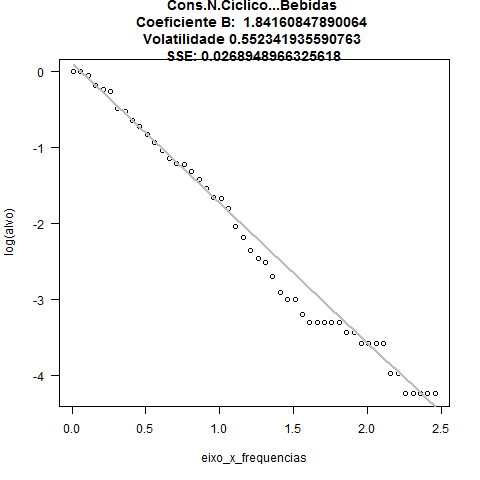 Cons.N.Ciclico...Bebidas
Coeficiente B:  1.84160847890064
Volatilidade 0.552341935590763
SSE: 0.0268948966325618
0
-1
-2
-3
-4
log(alvo)
0.0 0.5 1.0 1.5 2.0 2.5
eixo_x_frequencias